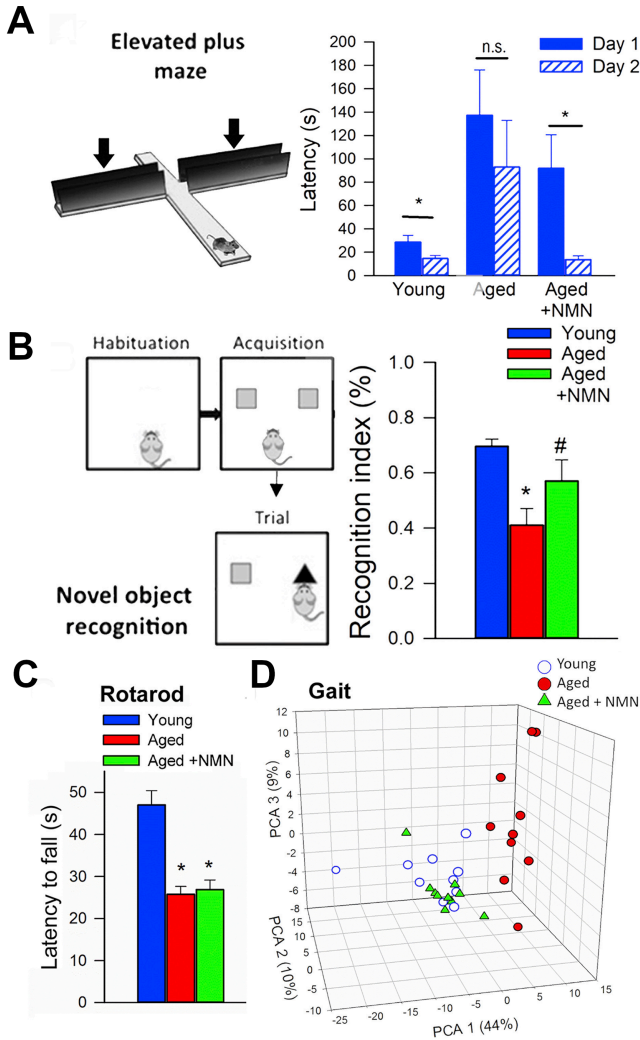 A
Elevated plus
maze
Latency (s)
200
180
160
140
120
100
80
60
40
20
0
n.s.
*
*
Day 1
Day 2
Young
Aged
Aged
+NMN
B
Habituation
Acquisition
Trial
Novel object
recognition
Young
Aged
Aged
+NMN
Recognition index (%)
1.0
0.8
0.6
0.4
0.2
0.0
*
#
C
Rotarod
Young
Aged
Aged +NMN
Latency to fall (s)
50
40
30
20
10
0
*
*
D
Gait
Young
Aged
Aged + NMN
PCA 3 (9%)
12
10
8
6
4
2
0
-2
-4
-6
-8
PCA 2 (10%)
15
10
5
0
-5
-10
-25
-20
-15
-10
-5
0
5
10
15
PCA 1 (44%)